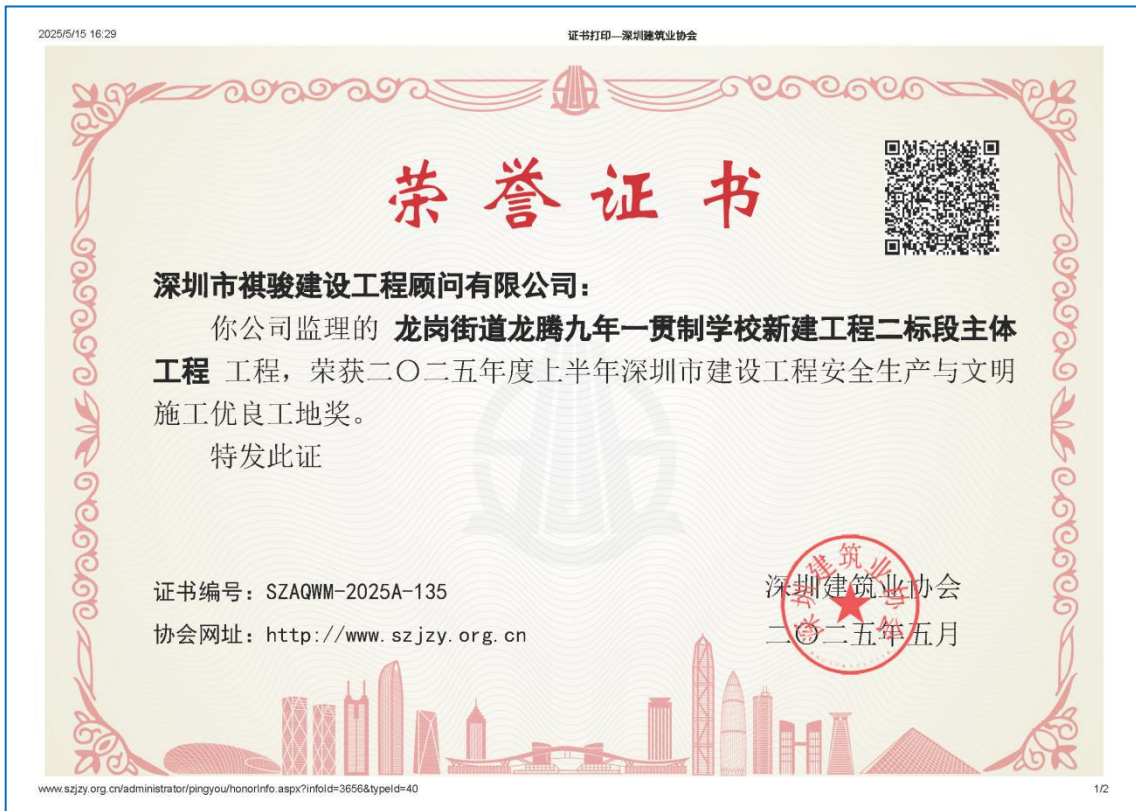 2025/5/15 16:29
证书打印—深圳建筑业协会
荣誉证书
深圳市祺骏建设工程顾问有限公司：
你公司监理的 龙岗街道龙腾九年一贯制学校新建工程二标段主体
工程 工程，荣获二〇二五年度上半年深圳市建设工程安全生产与文明
施工优良工地奖。
特发此证
证书编号：SZAQWM-2025A-135
深圳建筑业协会
协会网址：http://www.szjzy.org.cn
二〇二五年五月
深圳建筑业协会
www.szjzy.org.cn/administrator/pingyou/honorInfo.aspx?infoId=3656&typeId=40
1/2